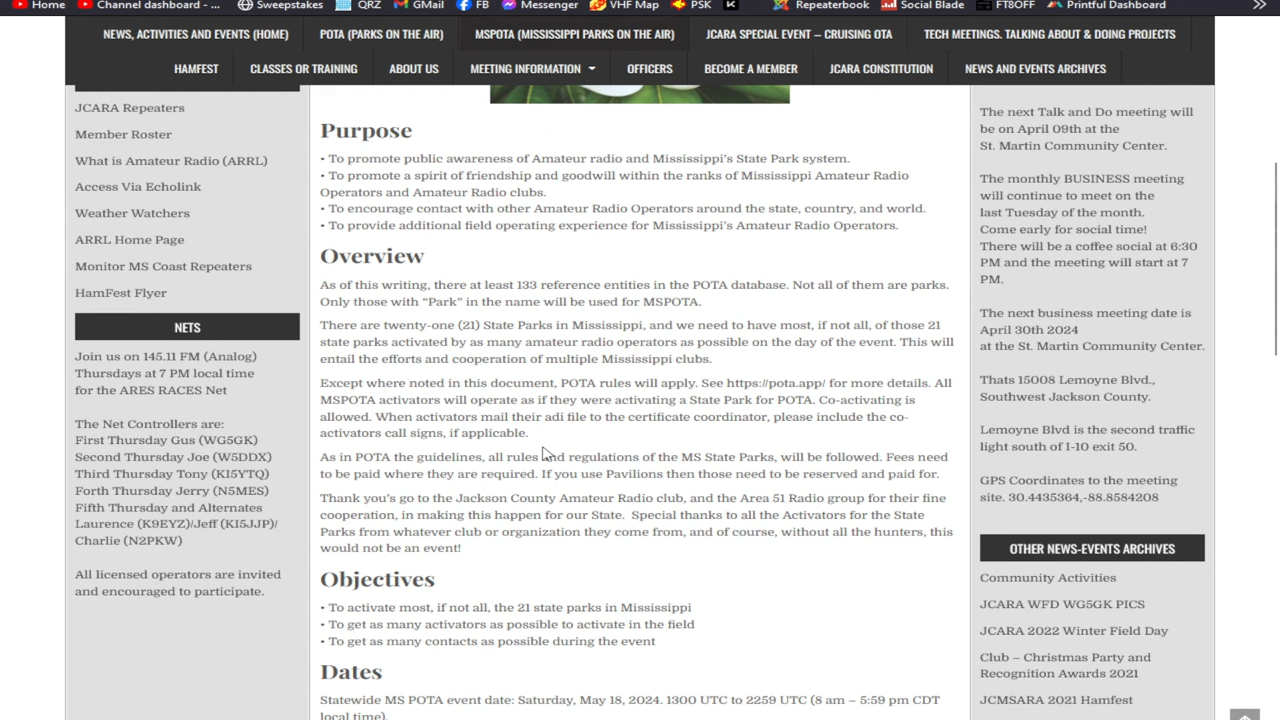 Home
Channel dashboard - ...
Sweepstakes
QRZ
GMail
FB
Messenger
VHF Map
PSK
Repeaterbook
Social Blade
FT8OFF
Printful Dashboard
NEWS, ACTIVITIES AND EVENTS (HOME)
POTA (PARKS ON THE AIR)
MSPOTA (MISSISSIPPI PARKS ON THE AIR)
JCARA SPECIAL EVENT – CRUISING OTA
TECH MEETINGS. TALKING ABOUT & DOING PROJECTS
HAMFEST
CLASSES OR TRAINING
ABOUT US
MEETING INFORMATION
OFFICERS
BECOME A MEMBER
JCARA CONSTITUTION
NEWS AND EVENTS ARCHIVES
JCARA Repeaters
Member Roster
What is Amateur Radio (ARRL)
Access Via Echolink
Weather Watchers
ARRL Home Page
Monitor MS Coast Repeaters
HamFest Flyer
NETS
Join us on 145.11 FM (Analog)
Thursdays at 7 PM local time
for the ARES RACES Net
The Net Controllers are:
First Thursday Gus (WG5GK)
Second Thursday Joe (W5DDX)
Third Thursday Tony (KI5YTQ)
Forth Thursday Jerry (N5MES)
Fifth Thursday and Alternates
Laurence (K9EYZ)/Jeff (KI5JJP)/
Charlie (N2PKW)
All licensed operators are invited
and encouraged to participate.
Purpose
• To promote public awareness of Amateur radio and Mississippi's State Park system.
• To promote a spirit of friendship and goodwill within the ranks of Mississippi Amateur Radio
Operators and Amateur Radio clubs.
• To encourage contact with other Amateur Radio Operators around the state, country, and world.
• To provide additional field operating experience for Mississippi's Amateur Radio Operators.
Overview
As of this writing, there at least 133 reference entities in the POTA database. Not all of them are parks.
Only those with “Park” in the name will be used for MSPOTA.
There are twenty-one (21) State Parks in Mississippi, and we need to have most, if not all, of those 21
state parks activated by as many amateur radio operators as possible on the day of the event. This will
entail the efforts and cooperation of multiple Mississippi clubs.
Except where noted in this document, POTA rules will apply. See https://pota.app/ for more details. All
MSPOTA activators will operate as if they were activating a State Park for POTA. Co-activating is
allowed. When activators mail their adi file to the certificate coordinator, please include the co-
activators call signs, if applicable.
As in POTA the guidelines, all rules and regulations of the MS State Parks, will be followed. Fees need
to be paid where they are required. If you use Pavilions then those need to be reserved and paid for.
Thank you's go to the Jackson County Amateur Radio club, and the Area 51 Radio group for their fine
cooperation, in making this happen for our State. Special thanks to all the Activators for the State
Parks from whatever club or organization they come from, and of course, without all the hunters, this
would not be an event!
Objectives
• To activate most, if not all, the 21 state parks in Mississippi
• To get as many activators as possible to activate in the field
• To get as many contacts as possible during the event
Dates
Statewide MS POTA event date: Saturday, May 18, 2024. 1300 UTC to 2259 UTC (8 am – 5:59 pm CDT
local time).
The next Talk and Do meeting will
be on April 09th at the
St. Martin Community Center.
The monthly BUSINESS meeting
will continue to meet on the
last Tuesday of the month.
Come early for social time!
There will be a coffee social at 6:30
PM and the meeting will start at 7
PM.
The next business meeting date is
April 30th 2024
at the St. Martin Community Center.
Thats 15008 Lemoyne Blvd.,
Southwest Jackson County.
Lemoyne Blvd is the second traffic
light south of I-10 exit 50.
GPS Coordinates to the meeting
site. 30.4435364,-88.8584208
OTHER NEWS-EVENTS ARCHIVES
Community Activities
JCARA WFD WG5GK PICS
JCARA 2022 Winter Field Day
Club – Christmas Party and
Recognition Awards 2021
JCMSARA 2021 Hamfest